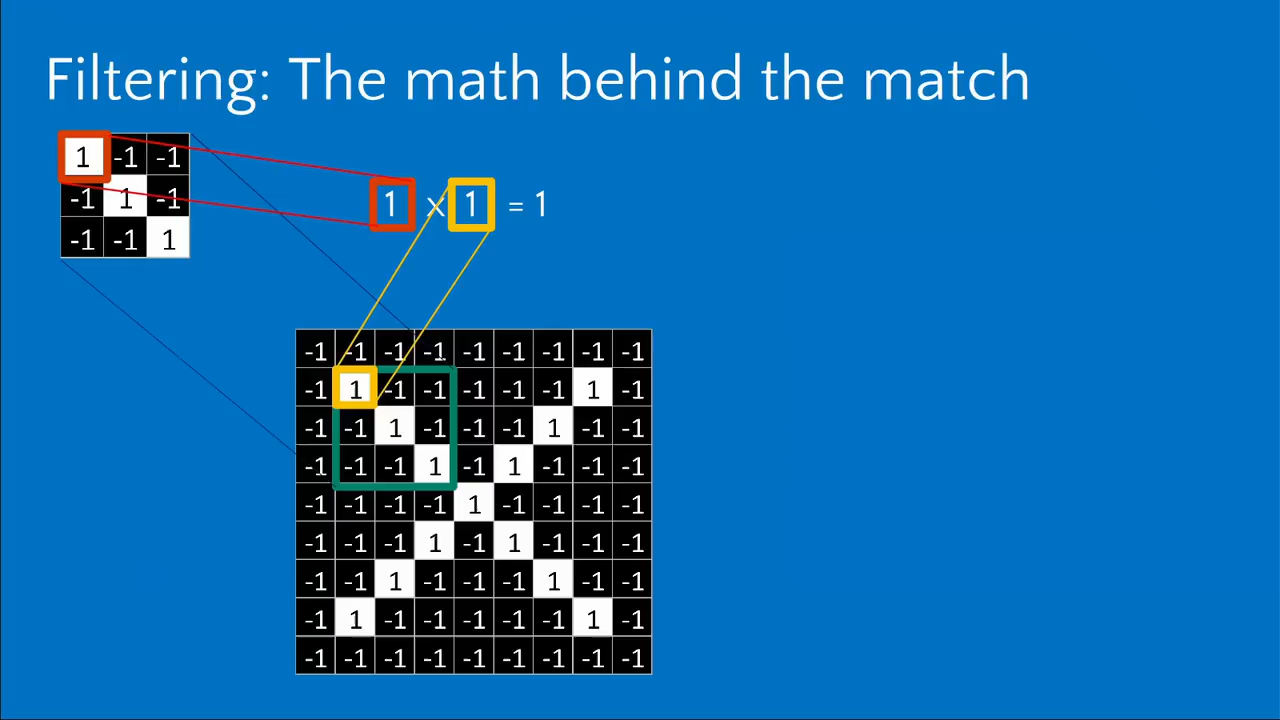 Filtering: The math behind the match
1 -1 -1
-1 1 -1
-1 -1 1
1 x 1 = 1
-1 -1 -1 -1 -1 -1 -1 -1 -1
-1 1 -1 -1 -1 -1 -1 1 -1
-1 -1 1 -1 -1 -1 1 -1 -1
-1 -1 -1 1 -1 1 -1 -1 -1
-1 -1 -1 -1 1 -1 -1 -1 -1
-1 -1 -1 1 -1 1 -1 -1 -1
-1 -1 1 -1 -1 -1 1 -1 -1
-1 1 -1 -1 -1 -1 -1 1 -1
-1 -1 -1 -1 -1 -1 -1 -1 -1